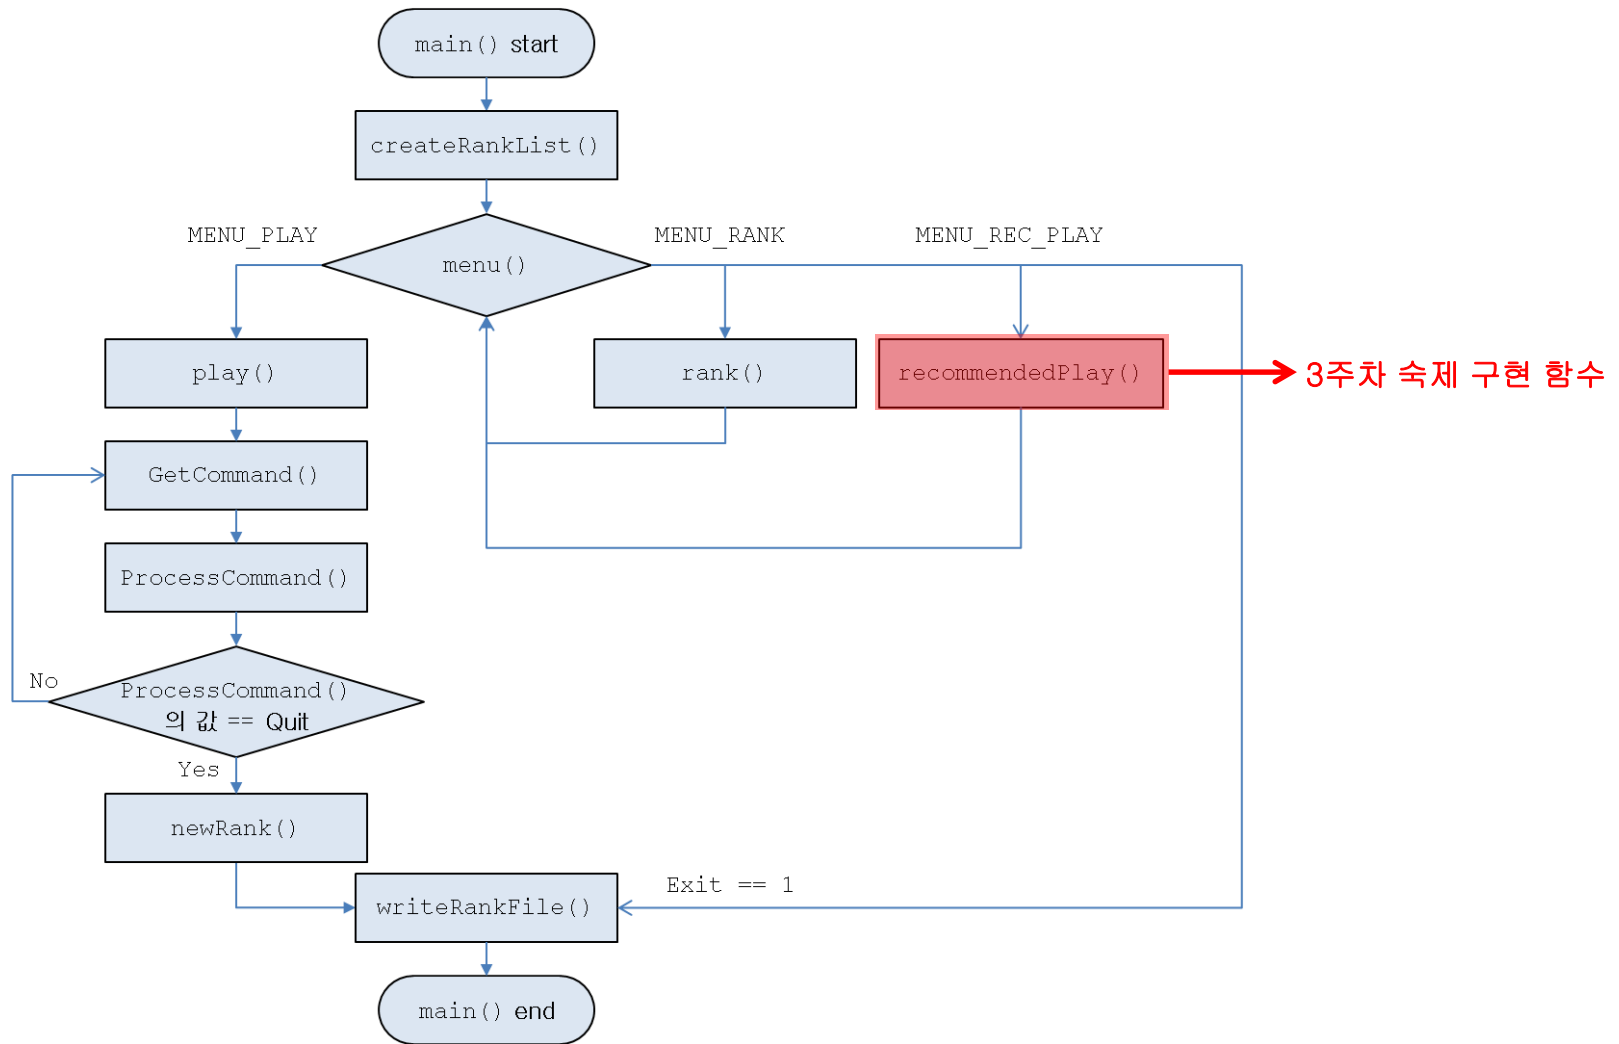 main() start
createRankList()
MENU_PLAY
MENU_RANK
MENU_REC_PLAY
menu()
play()
rank()
recommendedPlay()
3주차 숙제 구현 함수
GetCommand()
ProcessCommand()
No
ProcessCommand()
의 값 == Quit
Yes
newRank()
Exit == 1
writeRankFile()
main() end